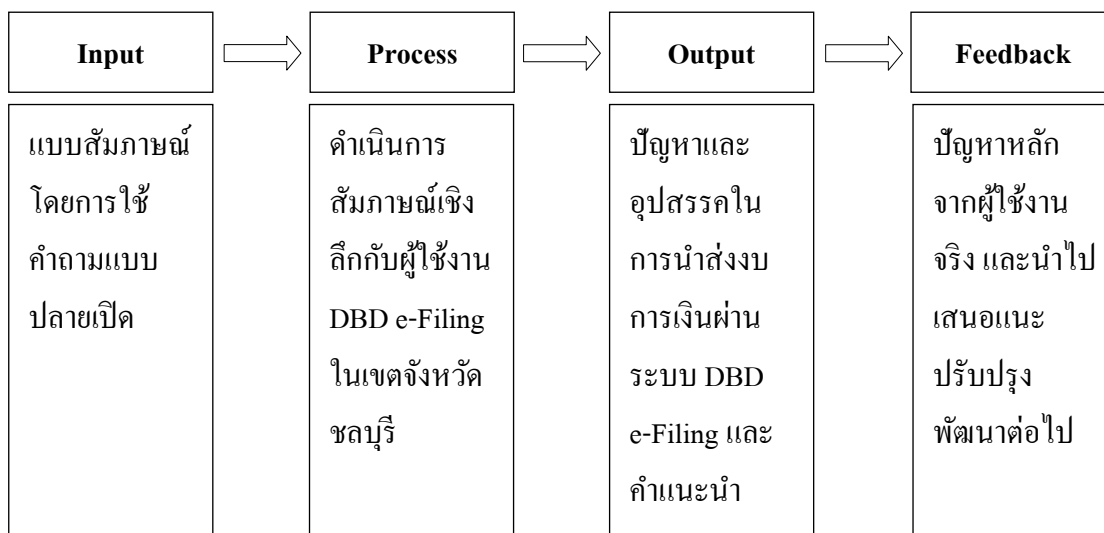 Input
Process
Output
Feedback
แบบสัมภาษณ์
โดยการใช้
คำถามแบบ
ปลายเปิด
ดำเนินการ
สัมภาษณ์เชิง
ลึกกับผู้ใช้งาน
DBD e-Filing
ในเขตจังหวัด
ชลบุรี
ปัญหาและ
อุปสรรคใน
การนำส่งงบ
การเงินผ่าน
ระบบ DBD
e-Filing และ
คำแนะนำ
ปัญหาหลัก
จากผู้ใช้งาน
จริง และนำไป
เสนอแนะ
ปรับปรุง
พัฒนาต่อไป